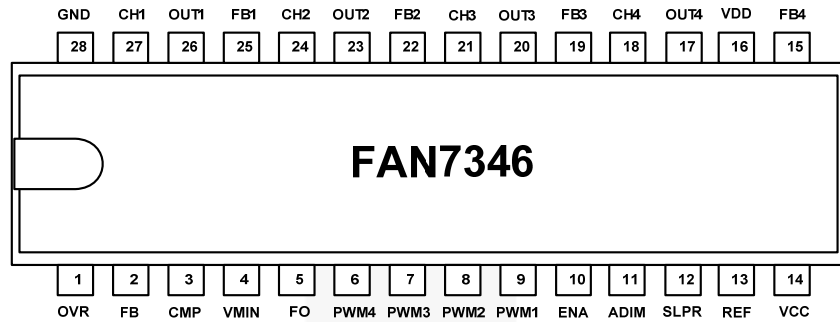 GND CH1 OUT1 FB1 CH2 OUT2 FB2 CH3 OUT3 FB3 CH4 OUT4 VDD FB4
28 27 26 25 24 23 22 21 20 19 18 17 16 15
FAN7346
1 2 3 4 5 6 7 8 9 10 11 12 13 14
OVR FB CMP VMIN FO PWM4 PWM3 PWM2 PWM1 ENA ADIM SLPR REF VCC